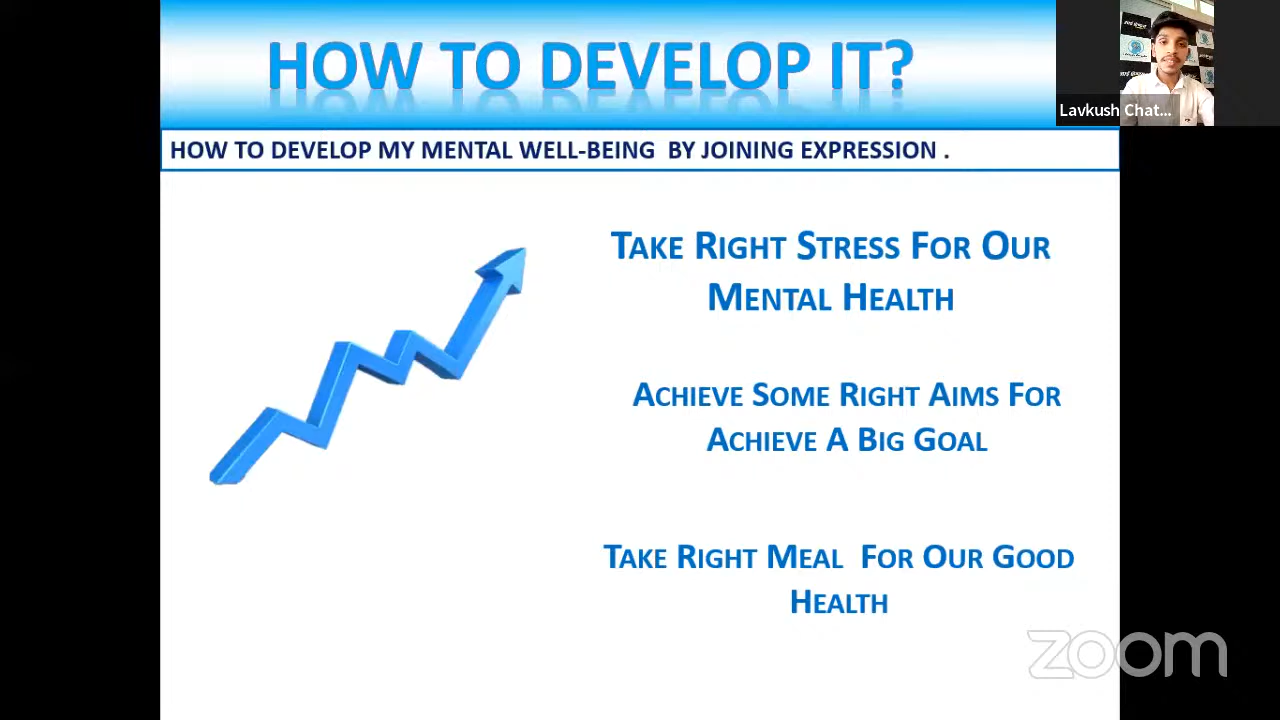 HOW TO DEVELOP IT?
HOW TO DEVELOP MY MENTAL WELL-BEING BY JOINING EXPRESSION .
TAKE RIGHT STRESS FOR OUR
MENTAL HEALTH
ACHIEVE SOME RIGHT AIMS FOR
ACHIEVE A BIG GOAL
TAKE RIGHT MEAL FOR OUR GOOD
HEALTH
Lavkush Chat...
zoom